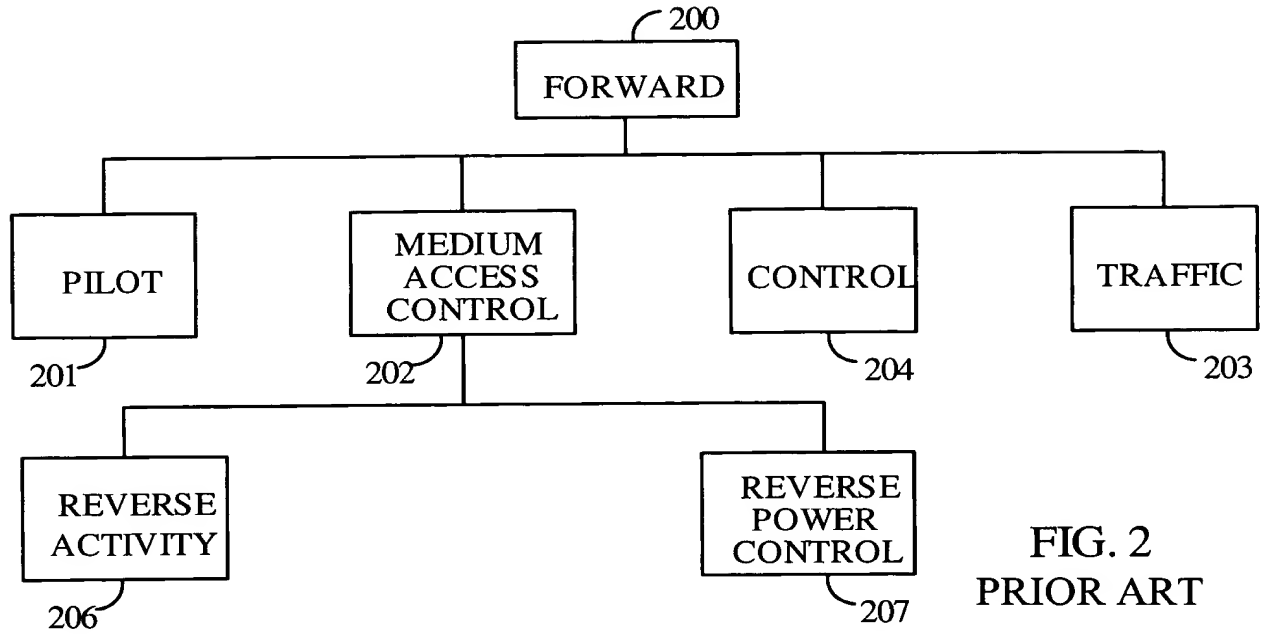 200
FORWARD
PILOT
MEDIUM
ACCESS
CONTROL
CONTROL
TRAFFIC
201
202
204
203
REVERSE
ACTIVITY
REVERSE
POWER
CONTROL
206
207
FIG. 2
PRIOR ART